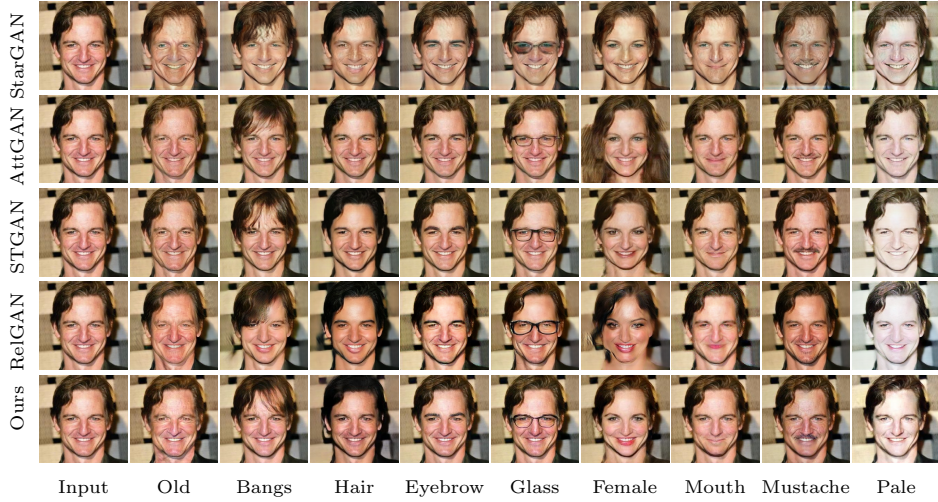 StarGAN
AttGAN
STGAN
RelGAN
Ours
Input Old Bangs Hair Eyebrow Glass Female Mouth Mustache Pale